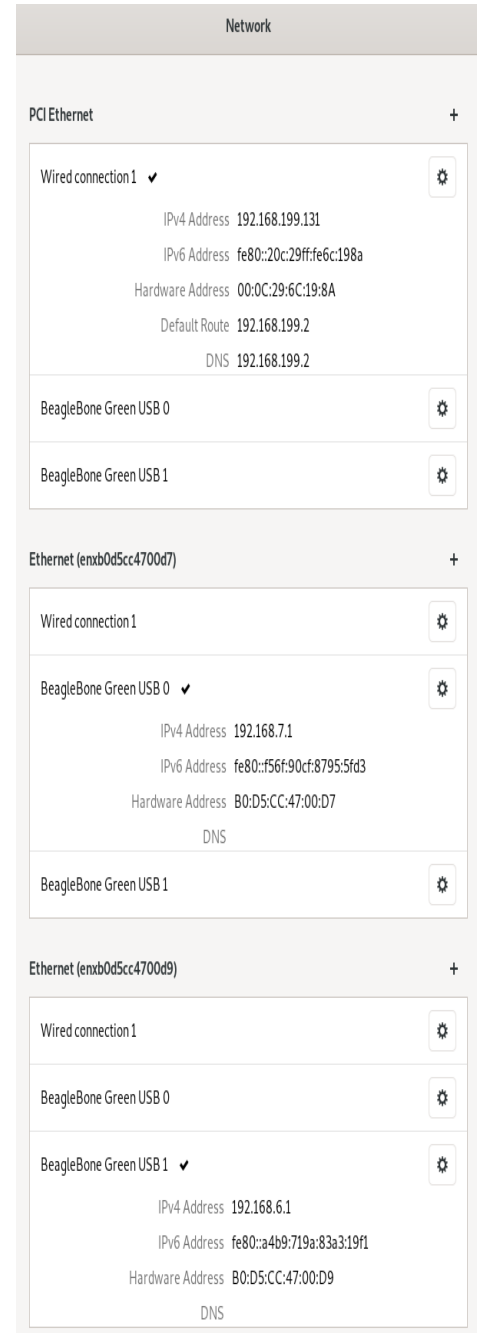 Network
PCI Ethernet +
Wired connection 1 ✔
IPv4 Address 192.168.199.131
IPv6 Address fe80::20c:29ff:fe6c:198a
Hardware Address 00:0C:29:6C:19:8A
Default Route 192.168.199.2
DNS 192.168.199.2
BeagleBone Green USB 0
BeagleBone Green USB 1
Ethernet (enxb0d5cc4700d7) +
Wired connection 1
BeagleBone Green USB 0 ✔
IPv4 Address 192.168.7.1
IPv6 Address fe80::f56f:90cf:8795:5fd3
Hardware Address B0:D5:CC:47:00:D7
DNS
BeagleBone Green USB 1
Ethernet (enxb0d5cc4700d9) +
Wired connection 1
BeagleBone Green USB 0
BeagleBone Green USB 1 ✔
IPv4 Address 192.168.6.1
IPv6 Address fe80::a4b9:719a:83a3:19f1
Hardware Address B0:D5:CC:47:00:D9
DNS